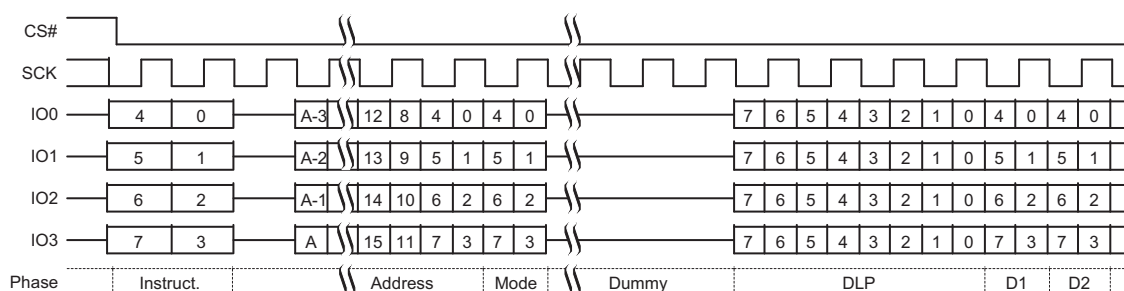 CS#
SCK
IO0 4 0 A-3 12 8 4 0 4 0 7 6 5 4 3 2 1 0 4 0 4 0
IO1 5 1 A-2 13 9 5 1 5 1 7 6 5 4 3 2 1 0 5 1 5 1
IO2 6 2 A-1 14 10 6 2 6 2 7 6 5 4 3 2 1 0 6 2 6 2
IO3 7 3 A 15 11 7 3 7 3 7 6 5 4 3 2 1 0 7 3 7 3
Phase Instruct. Address Mode Dummy DLP D1 D2